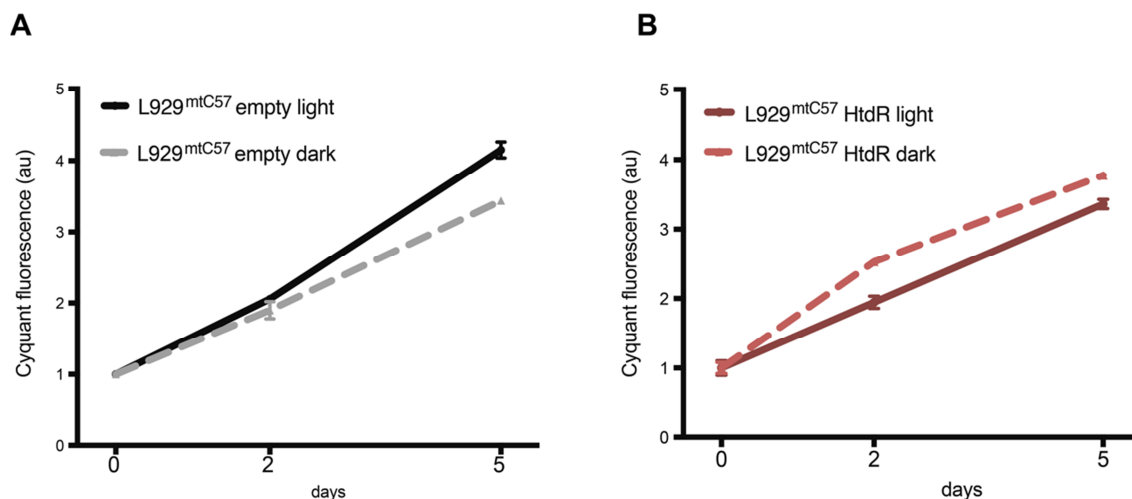 A
Cyquant fluorescence (au)
5
4
3
2
1
0
L929mtC57 empty light
L929mtC57 empty dark
0 2 5
days
B
Cyquant fluorescence (au)
5
4
3
2
1
0
L929mtC57 HtdR light
L929mtC57 HtdR dark
0 2 5
days